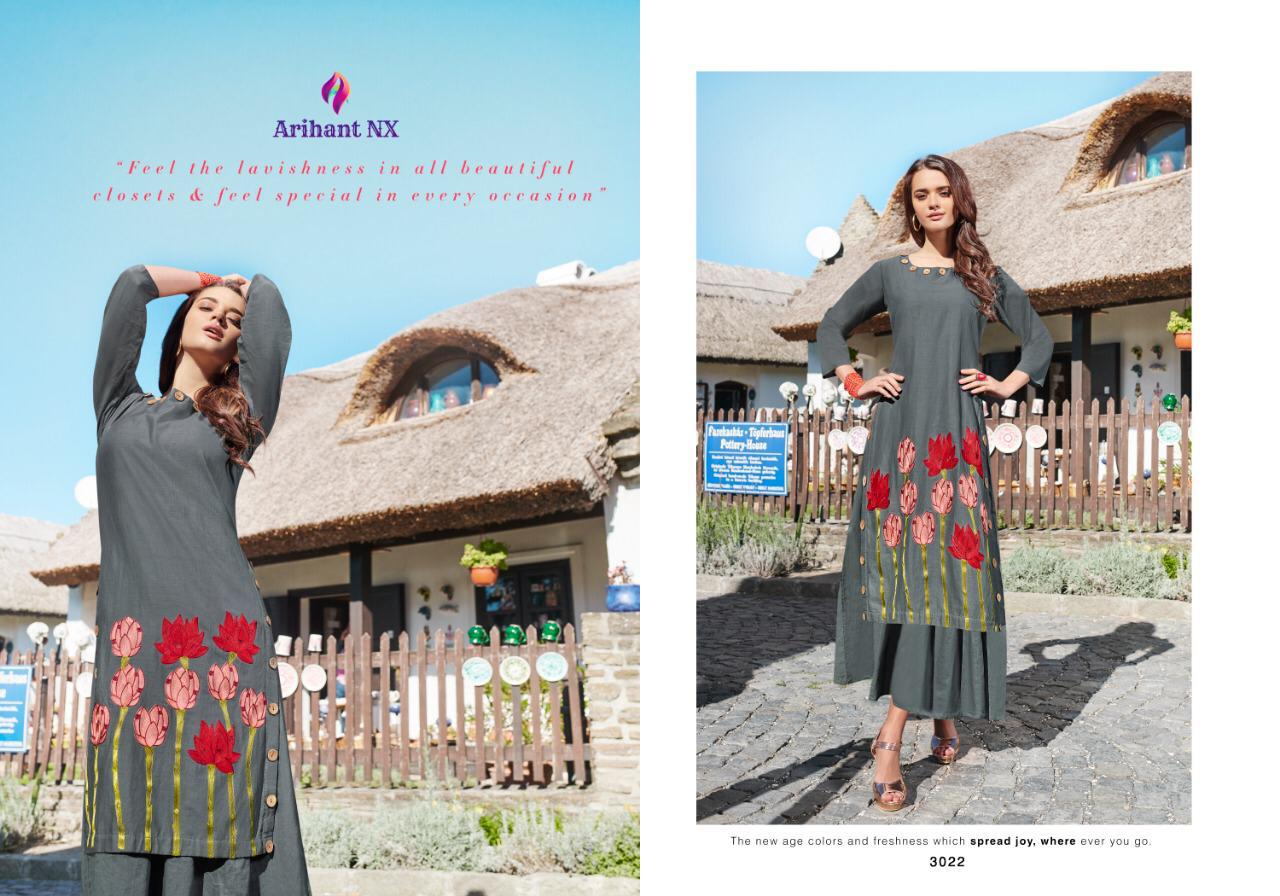 Arihant NX
“Feel the lavishness in all beautiful
closets & feel special in every occasion”
Fazekasház · Töpferhaus
Pottery-House
The new age colors and freshness which spread joy, where ever you go.
3022